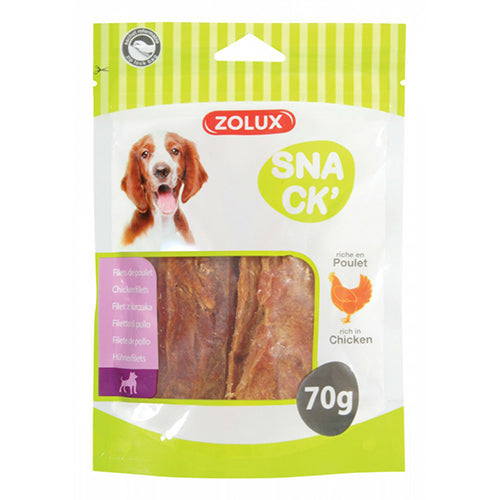 ZOLUX
SNA
CK'
riche en
Poulet
rich in
Chicken
Filets de poulet
Chickenfilets
Filet z kurczaka
Filetto di pollo
Filete de pollo
Hühnerfilets
70g